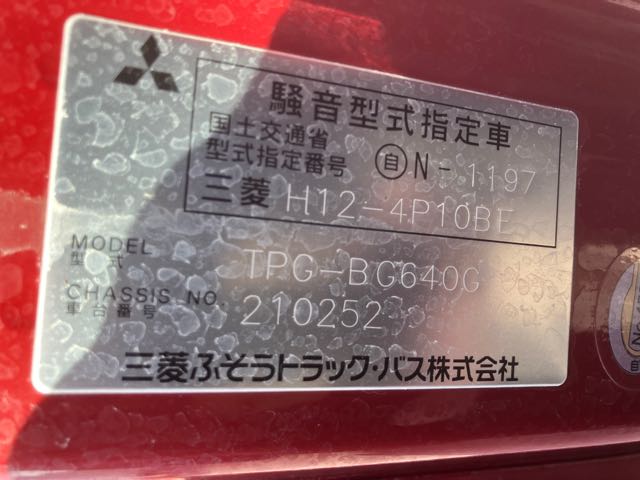 騒音型式指定車
国土交通省
型式指定番号 自N- 1197
三菱 H12-4P10BE
MODEL
型式 TPG-BG640G
CHASSIS NO.
車台番号 210252
三菱ふそうトラック・バス株式会社